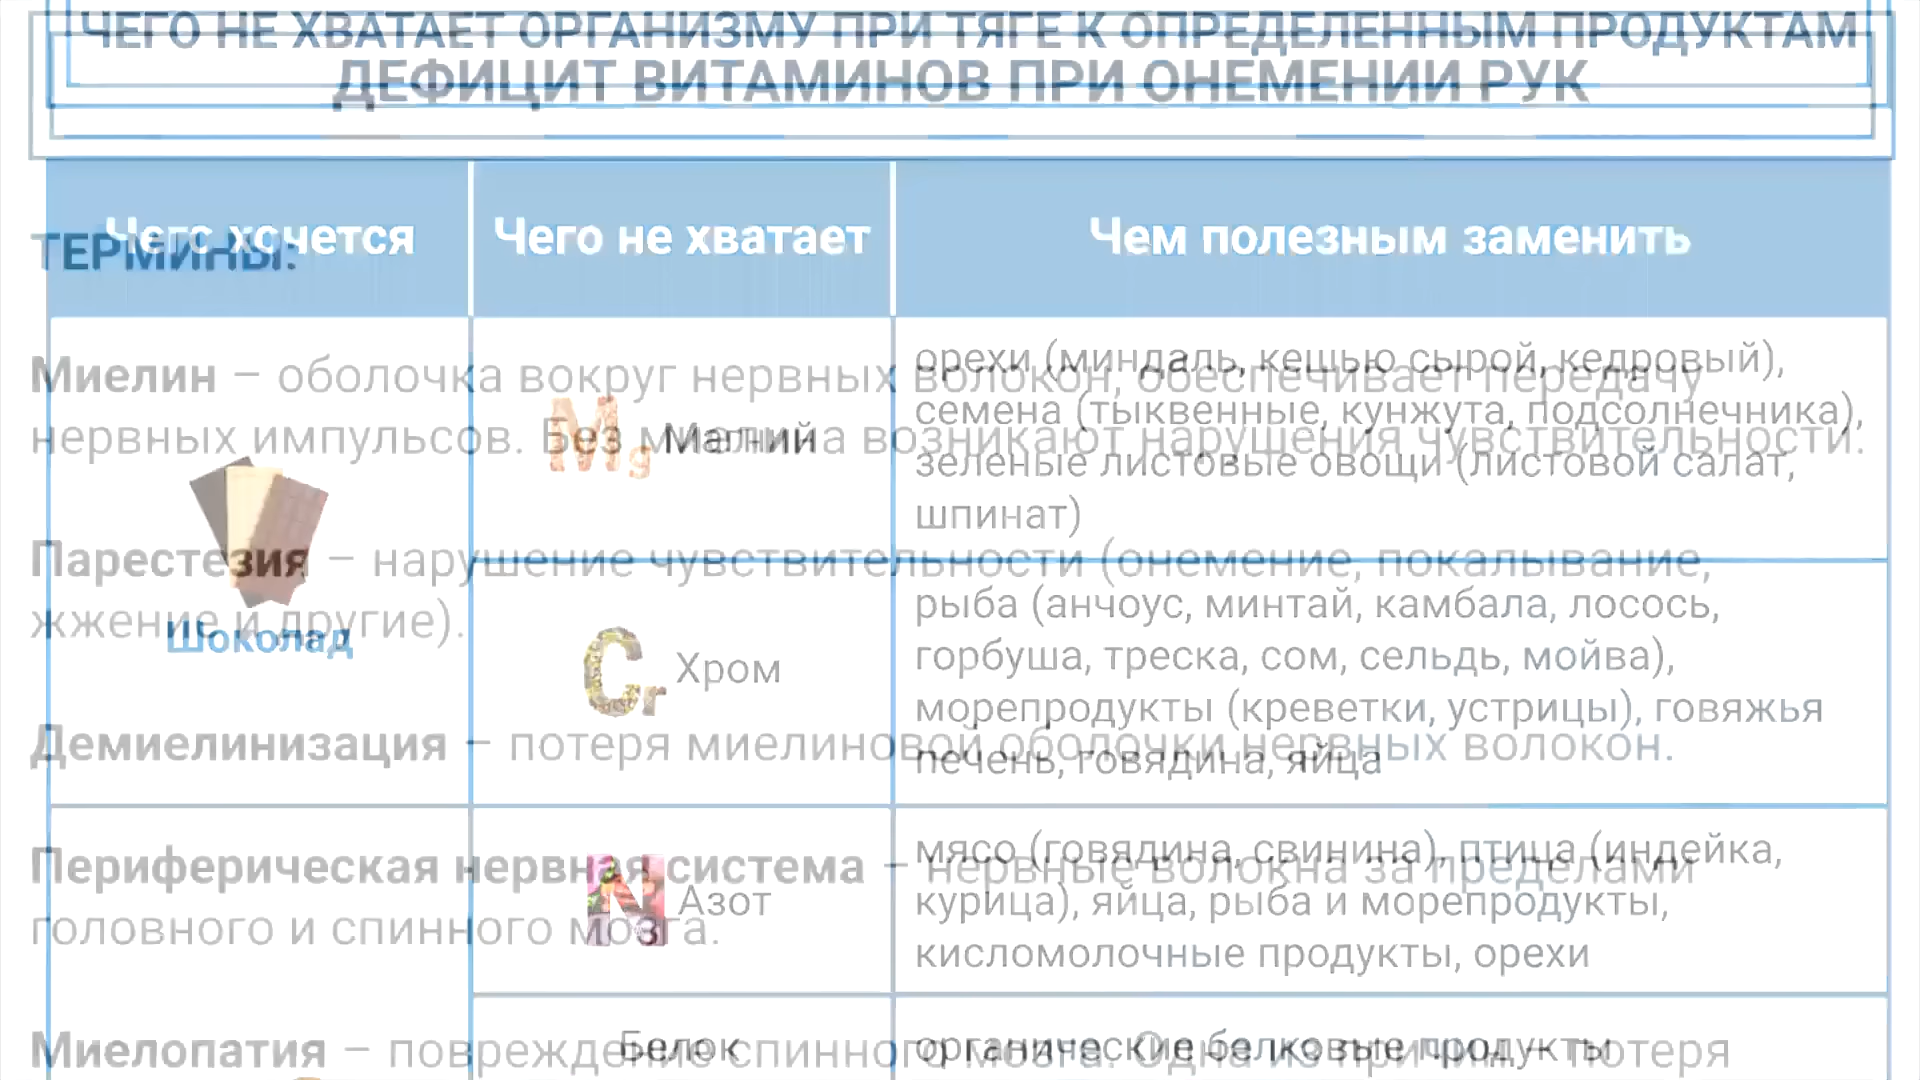 ЧЕГО НЕ ХВАТАЕТ ОРГАНИЗМУ ПРИ ТЯГЕ К ОПРЕДЕЛЕННЫМ ПРОДУКТАМ
ДЕФИЦИТ ВИТАМИНОВ ПРИ ОНЕМЕНИИ РУК
Чего хочется
Чего не хватает
Чем полезным заменить
ТЕРМИНЫ:
Миелин – оболочка вокруг нервных волокон, обеспечивает передачу
нервных импульсов. Без миелина возникают нарушения чувствительности.
Парестезия – нарушение чувствительности (онемение, покалывание,
жжение и другие).
Демиелинизация – потеря миелиновой оболочки нервных волокон.
Периферическая нервная система – нервные волокна за пределами
головного и спинного мозга.
Миелопатия – повреждение спинного мозга. Одна из причин – потеря
Шоколад
Mg Магний
орехи (миндаль, кешью сырой, кедровый),
семена (тыквенные, кунжута, подсолнечника),
зеленые листовые овощи (листовой салат,
шпинат)
Cr Хром
рыба (анчоус, минтай, камбала, лосось,
горбуша, треска, сом, сельдь, мойва),
морепродукты (креветки, устрицы), говяжья
печень, говядина, яйца
N Азот
мясо (говядина, свинина), птица (индейка,
курица), яйца, рыба и морепродукты,
кисломолочные продукты, орехи
Белок
органические белковые продукты